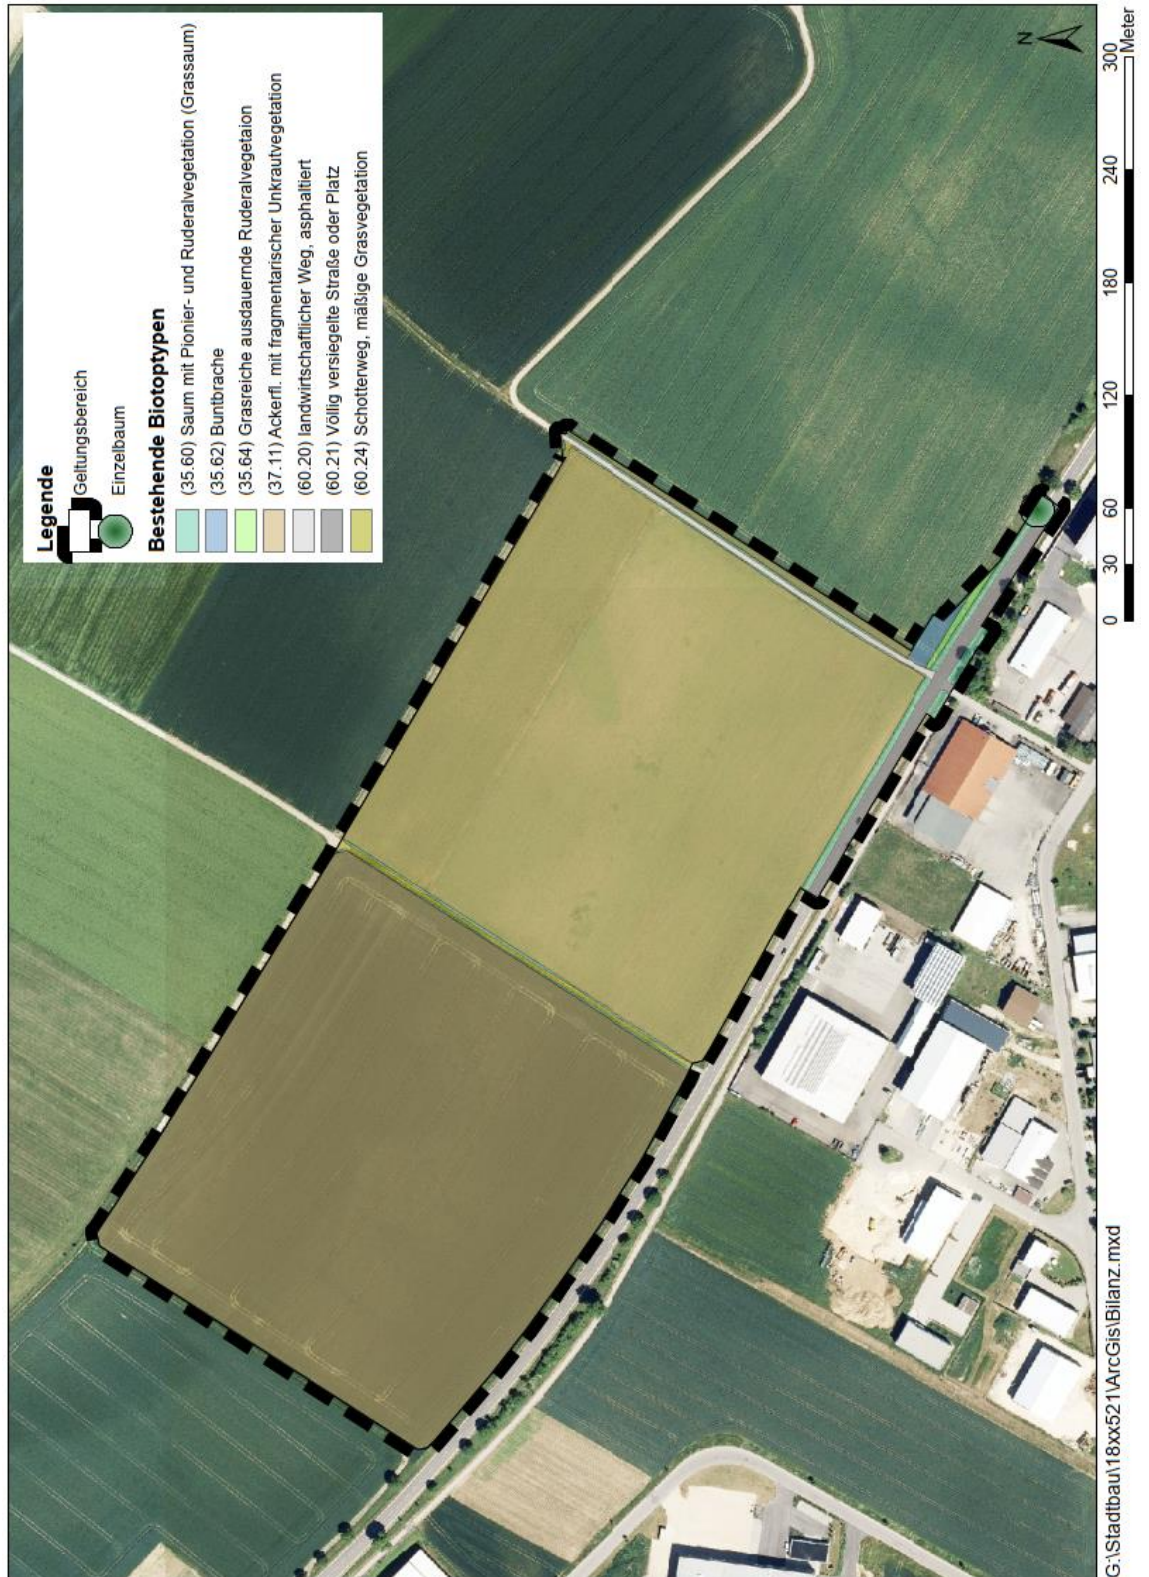 Legende
Geltungsbereich
Einzelbaum
Bestehende Biotoptypen
(35.60) Saum mit Pionier- und Ruderalvegetation (Grassaum)
(35.62) Buntbrache
(35.64) Grasreiche ausdauernde Ruderalvegetaion
(37.11) Ackerfl. mit fragmentarischer Unkrautvegetation
(60.20) landwirtschaftlicher Weg, asphaltiert
(60.21) Völlig versiegelte Straße oder Platz
(60.24) Schotterweg, mäßige Grasvegetation
N
0 30 60 120 180 240 300
Meter
G:\Stadtbau\18xx521\ArcGis\Bilanz.mxd